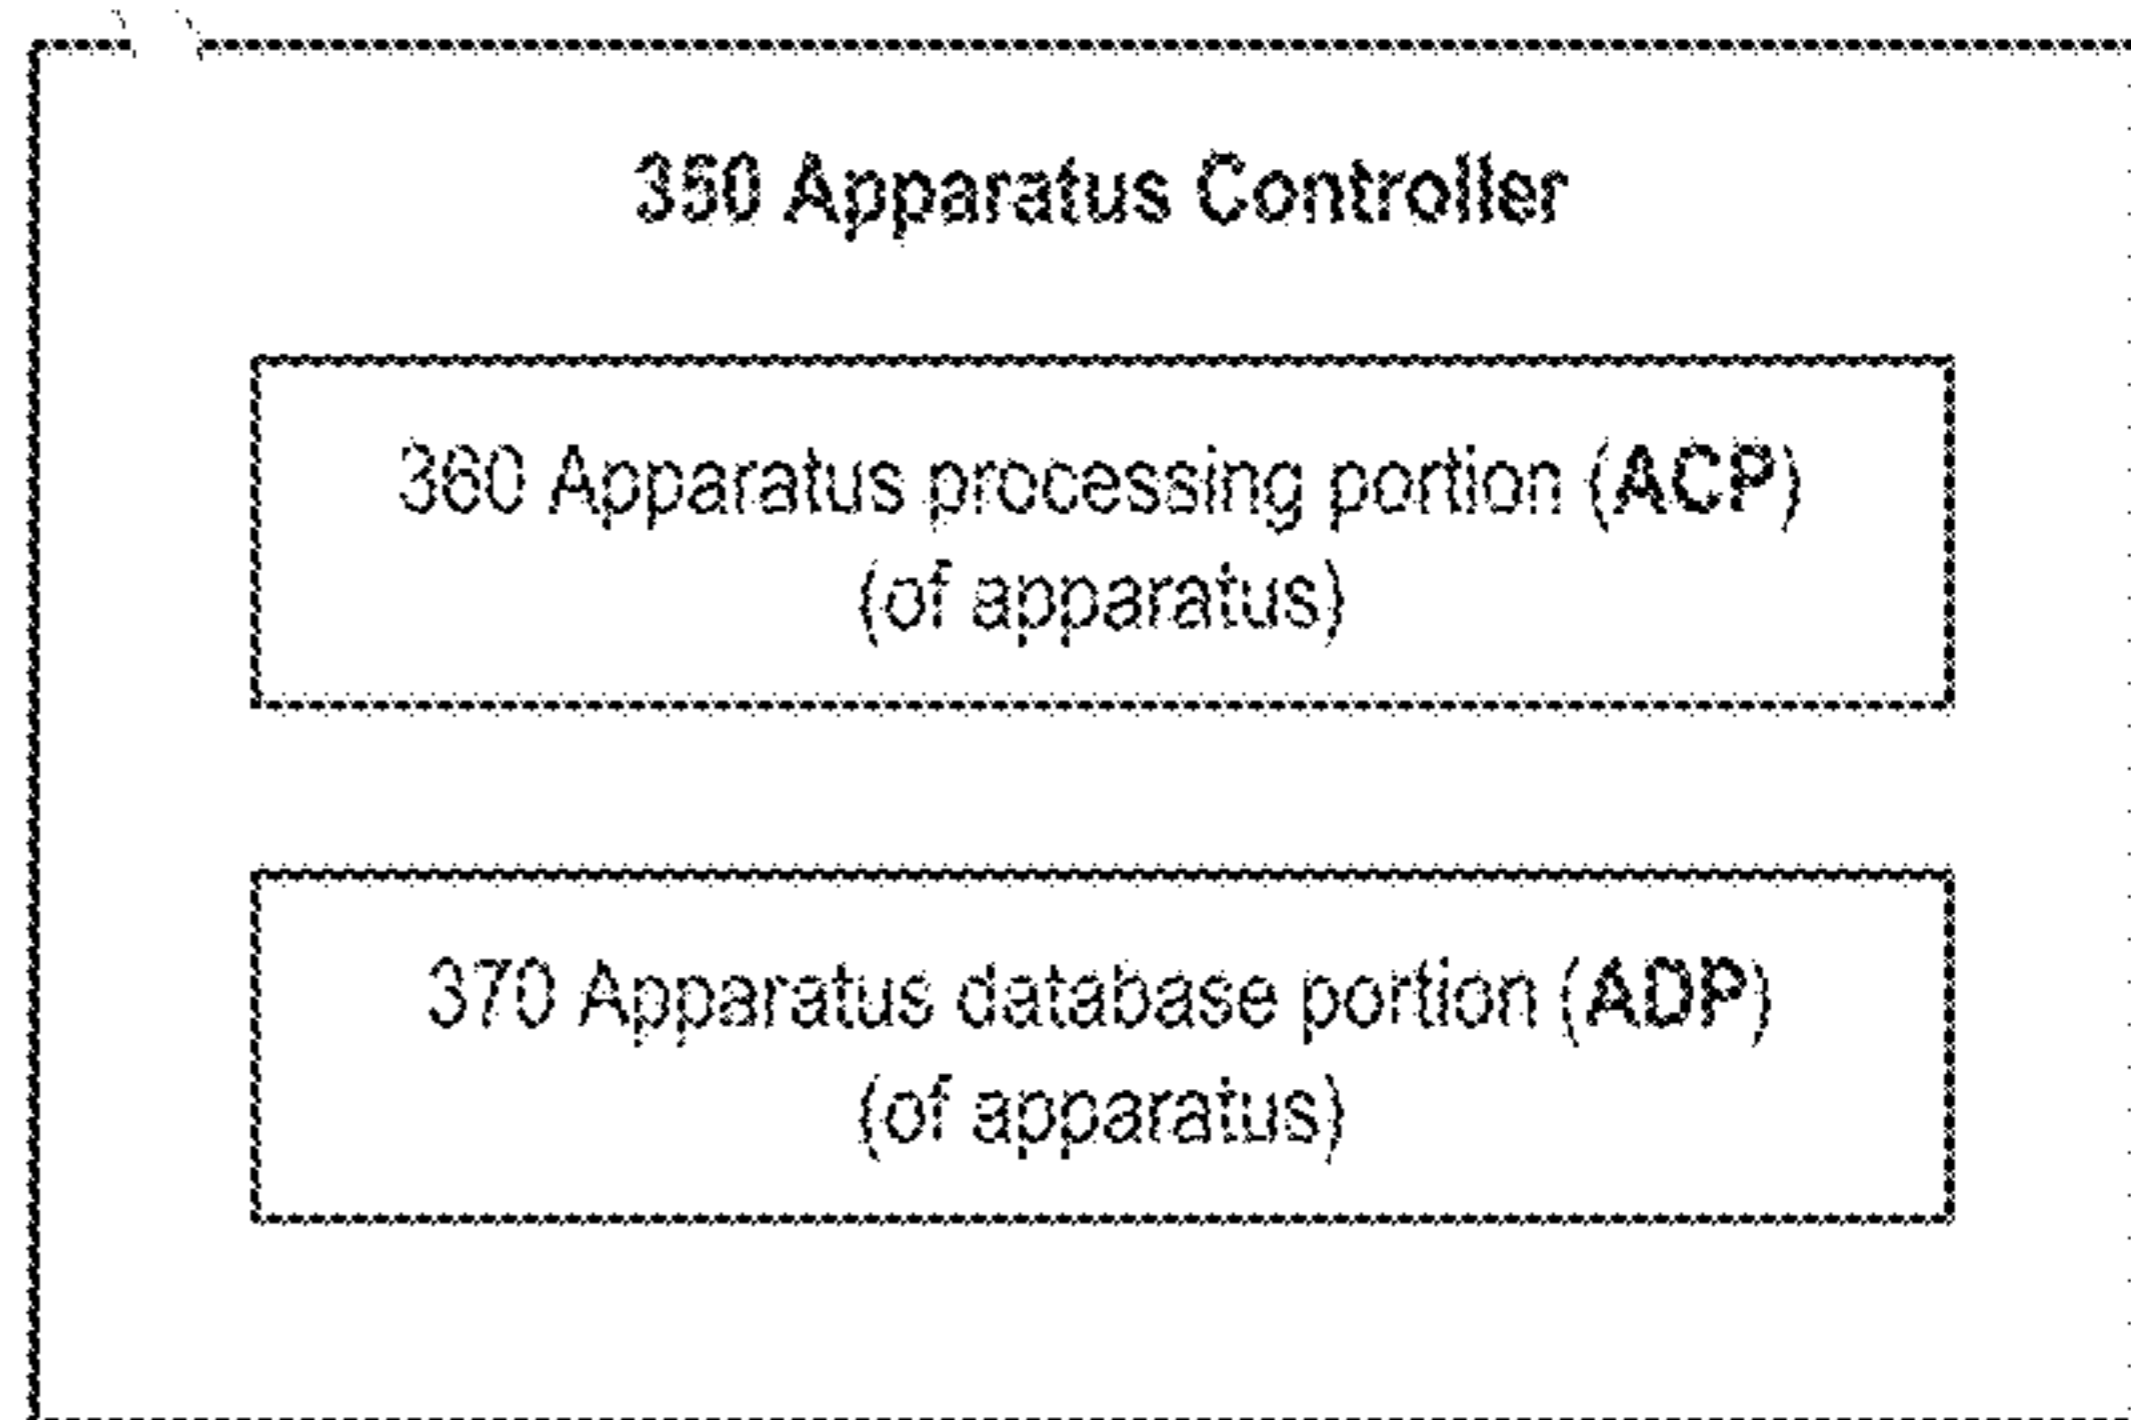 350 Apparatus Controller
360 Apparatus processing portion (ACP)
(of apparatus)
370 Apparatus database portion (ADP)
(of apparatus)